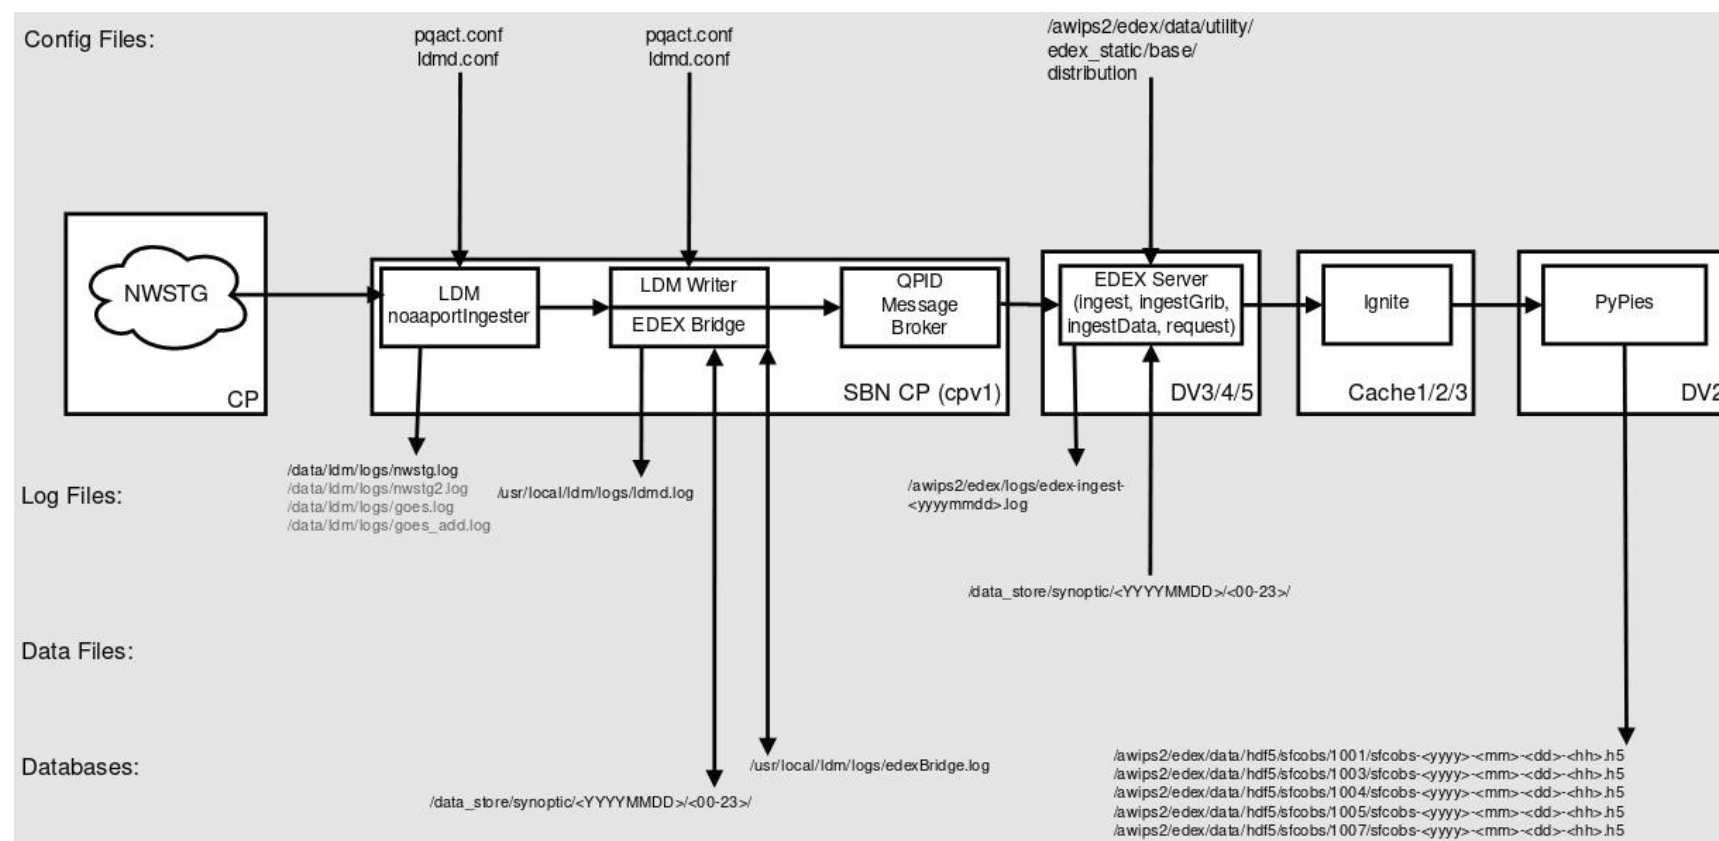 Config Files:
pqact.conf
ldmd.conf
pqact.conf
ldmd.conf
/awips2/edex/data/utility/
edex_static/base/
distribution
NWSTG
CP
LDM
noaaportIngester
LDM Writer
EDEX Bridge
QPID
Message
Broker
SBN CP (cpv1)
EDEX Server
(ingest, ingestGrib,
ingestData, request)
DV3/4/5
Ignite
Cache1/2/3
PyPies
DV2
Log Files:
/data/ldm/logs/nwstg.log
/data/ldm/logs/nwstg2.log
/data/ldm/logs/goes.log
/data/ldm/logs/goes_add.log
/usr/local/ldm/logs/ldmd.log
/awips2/edex/logs/edex-ingest-
<yyyymmdd>.log
/data_store/synoptic/<YYYYMMDD>/<00-23>/
Data Files:
Databases:
/usr/local/ldm/logs/edexBridge.log
/data_store/synoptic/<YYYYMMDD>/<00-23>/
/awips2/edex/data/hdf5/sfcobs/1001/sfcobs-<yyyy>-<mm>-<dd>-<hh>.h5
/awips2/edex/data/hdf5/sfcobs/1003/sfcobs-<yyyy>-<mm>-<dd>-<hh>.h5
/awips2/edex/data/hdf5/sfcobs/1004/sfcobs-<yyyy>-<mm>-<dd>-<hh>.h5
/awips2/edex/data/hdf5/sfcobs/1005/sfcobs-<yyyy>-<mm>-<dd>-<hh>.h5
/awips2/edex/data/hdf5/sfcobs/1007/sfcobs-<yyyy>-<mm>-<dd>-<hh>.h5